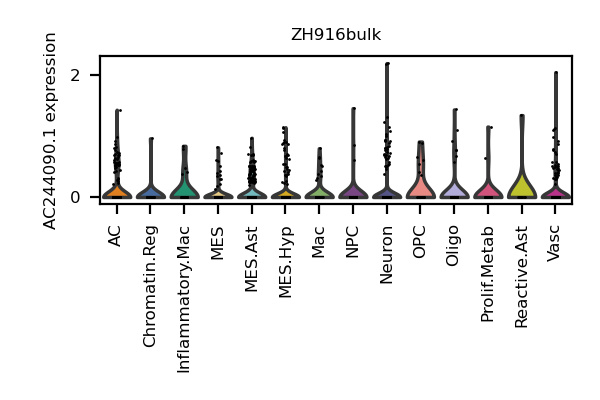 ZH916bulk
AC244090.1 expression
2
0
AC
Chromatin.Reg
Inflammatory.Mac
MES
MES.Ast
MES.Hyp
Mac
NPC
Neuron
OPC
Oligo
Prolif.Metab
Reactive.Ast
Vasc